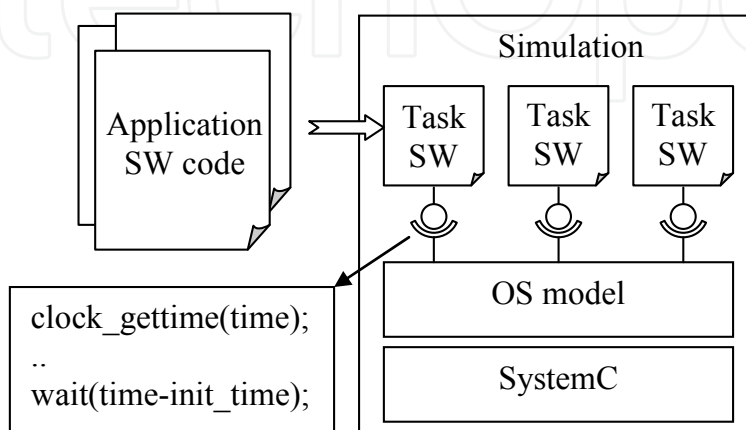 Simulation
Application
SW code
Task
SW
Task
SW
Task
SW
OS model
SystemC
clock_gettime(time);
..
wait(time-init_time);